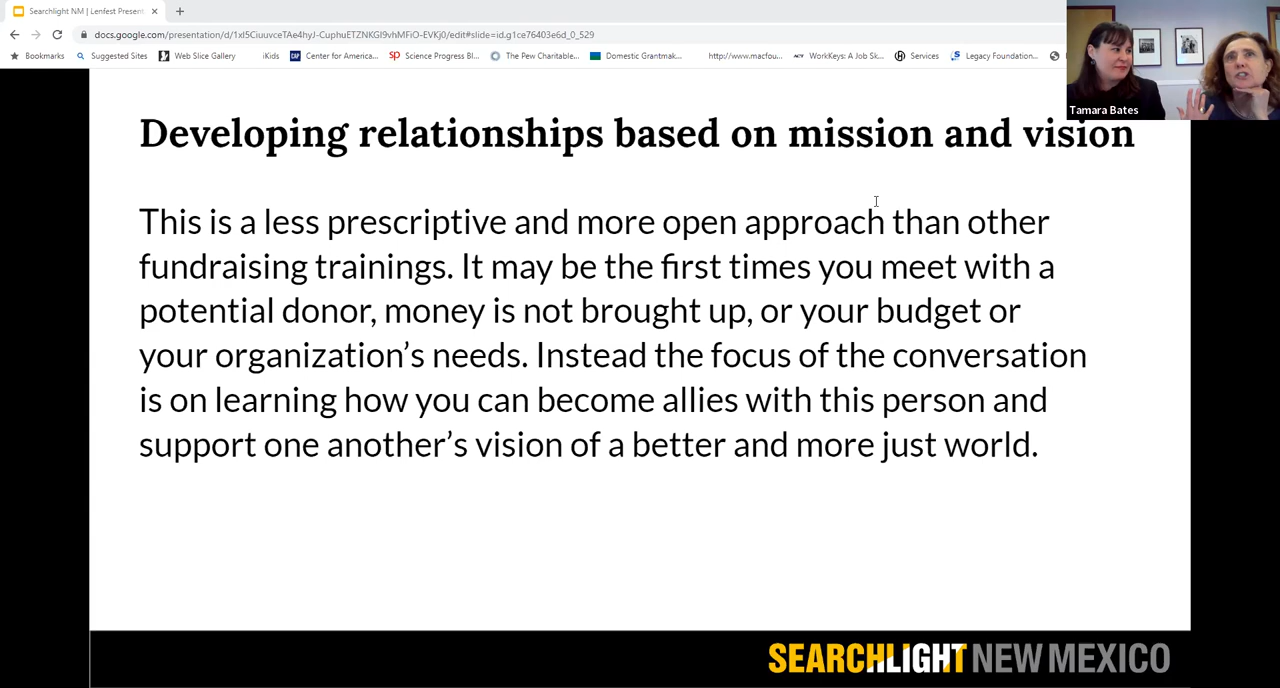 Searchlight NM | Lenfest Present
docs.google.com/presentation/d/1xI5CiuuvceTAe4hyJ-CuphuETZNKGI9vhMFiO-EVKj0/edit#slide=id.g1ce76403e6d_0_529
Bookmarks Suggested Sites Web Slice Gallery iKids CAP Center for America... sp Science Progress Bl... The Pew Charitable... Domestic Grantmak... http://www.macfou... ACT WorkKeys: A Job Sk... Services Legacy Foundation...
Tamara Bates
Developing relationships based on mission and vision
This is a less prescriptive and more open approach than other
fundraising trainings. It may be the first times you meet with a
potential donor, money is not brought up, or your budget or
your organization’s needs. Instead the focus of the conversation
is on learning how you can become allies with this person and
support one another’s vision of a better and more just world.
SEARCHLIGHT NEW MEXICO